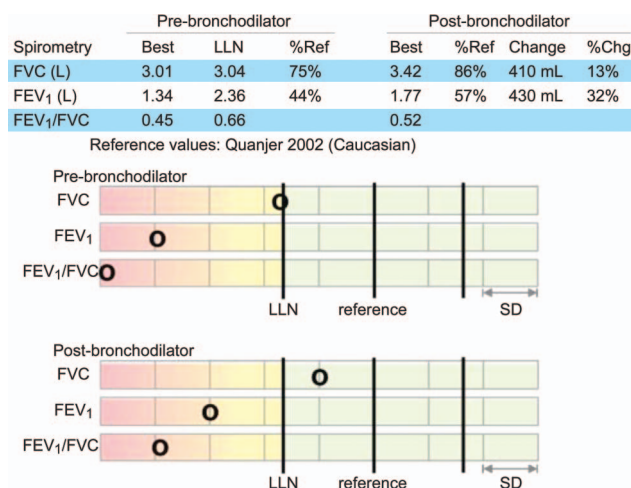 Pre-bronchodilator Post-bronchodilator
Spirometry Best LLN %Ref Best %Ref Change %Chg
FVC (L) 3.01 3.04 75% 3.42 86% 410 mL 13%
FEV₁ (L) 1.34 2.36 44% 1.77 57% 430 mL 32%
FEV₁/FVC 0.45 0.66 0.52
Reference values: Quanjer 2002 (Caucasian)
Pre-bronchodilator
FVC
FEV₁
FEV₁/FVC
LLN reference SD
Post-bronchodilator
FVC
FEV₁
FEV₁/FVC
LLN reference SD